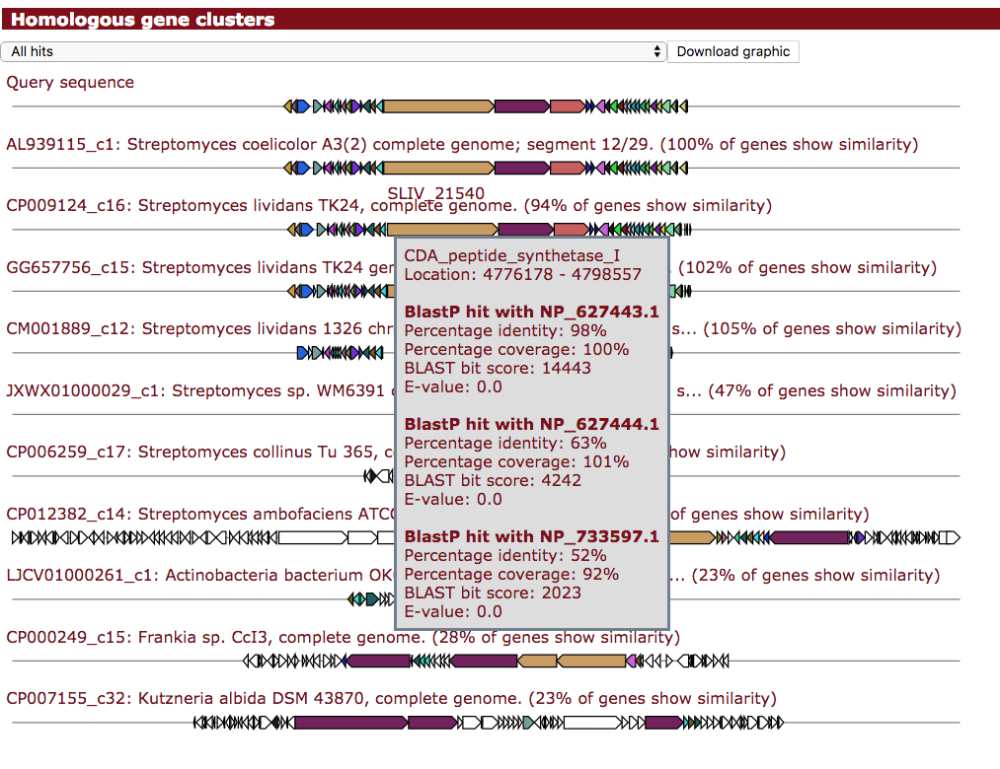 Homologous gene clusters
All hits
Download graphic
Query sequence
AL939115_c1: Streptomyces coelicolor A3(2) complete genome; segment 12/29. (100% of genes show similarity)
SLIV_21540
CP009124_c16: Streptomyces lividans TK24, complete genome. (94% of genes show similarity)
CDA_peptide_synthetase_I
Location: 4776178 - 4798557
BlastP hit with NP_627443.1
Percentage identity: 98%
Percentage coverage: 100%
BLAST bit score: 14443
E-value: 0.0
BlastP hit with NP_627444.1
Percentage identity: 63%
Percentage coverage: 101%
BLAST bit score: 4242
E-value: 0.0
BlastP hit with NP_733597.1
Percentage identity: 52%
Percentage coverage: 92%
BLAST bit score: 2023
E-value: 0.0
GG657756_c15: Streptomyces lividans TK24 ger (102% of genes show similarity)
CM001889_c12: Streptomyces lividans 1326 chr s... (105% of genes show similarity)
JXWX01000029_c1: Streptomyces sp. WM6391 s... (47% of genes show similarity)
CP006259_c17: Streptomyces collinus Tu 365, how similarity)
CP012382_c14: Streptomyces ambofaciens ATCC of genes show similarity)
LJCV01000261_c1: Actinobacteria bacterium OK ... (23% of genes show similarity)
CP000249_c15: Frankia sp. CcI3, complete genome. (28% of genes show similarity)
CP007155_c32: Kutzneria albida DSM 43870, complete genome. (23% of genes show similarity)